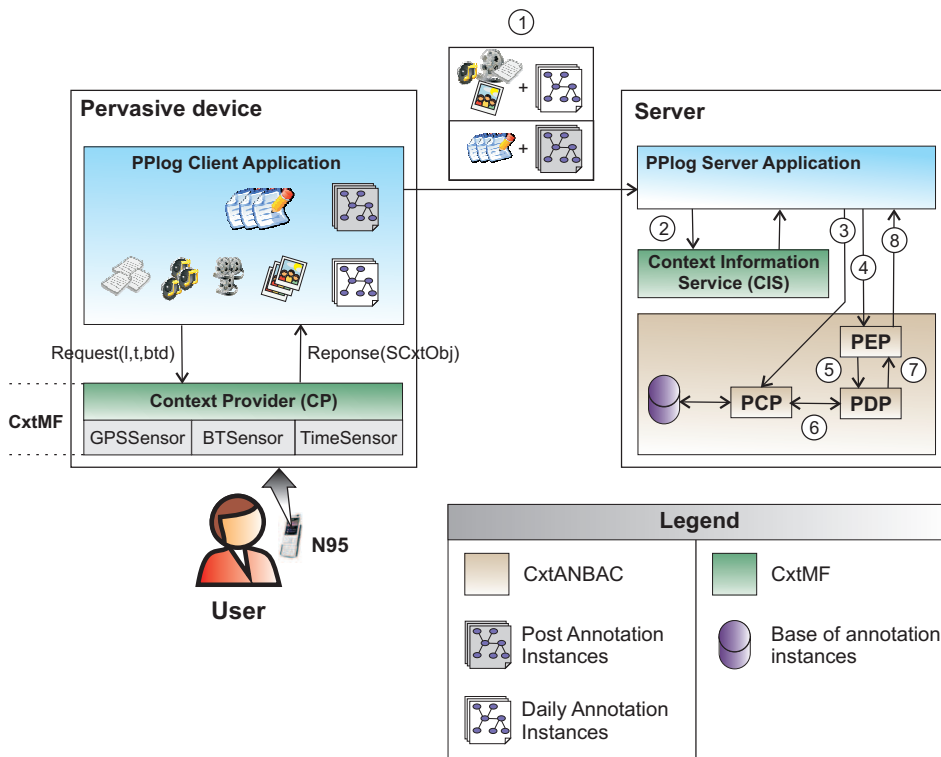 1
+
+
Pervasive device
PPlog Client Application
Request(l,t,btd)
Reponse(SCxtObj)
CxtMF
Context Provider (CP)
GPSSensor
BTSensor
TimeSensor
N95
User
Server
PPlog Server Application
2
3
8
4
Context Information
Service (CIS)
PEP
5
7
PCP
PDP
6
Legend
CxtANBAC
CxtMF
Post Annotation
Instances
Base of annotation
instances
Daily Annotation
Instances